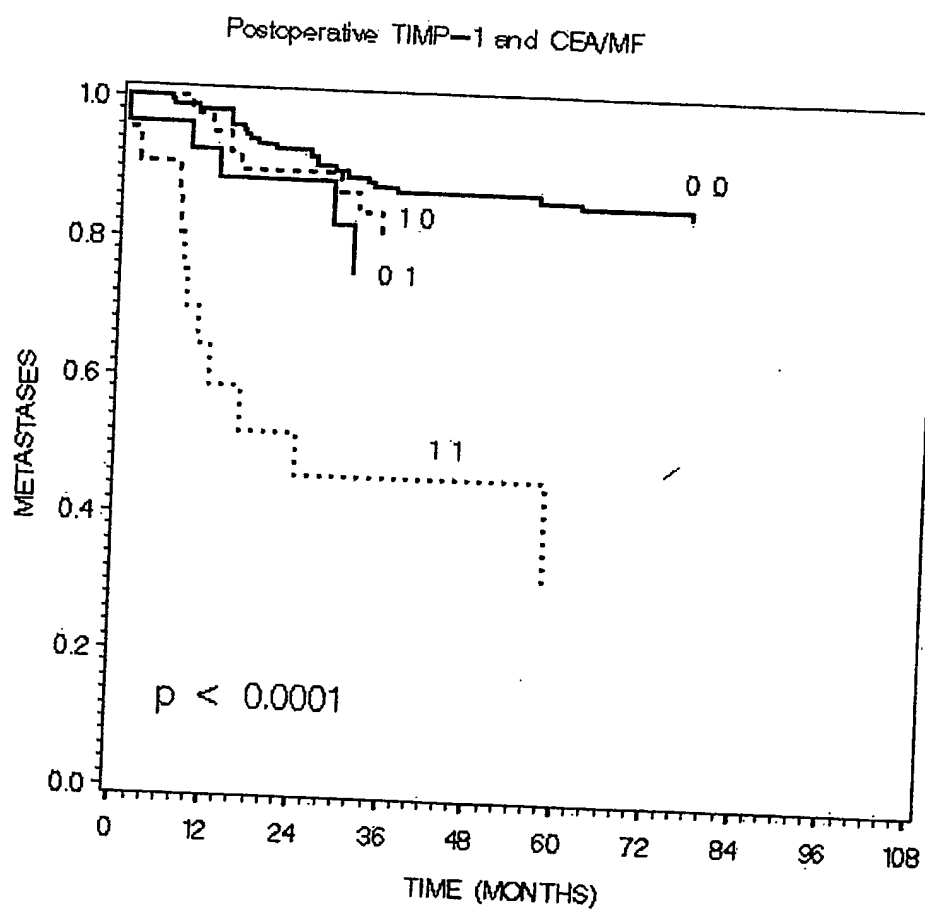 Postoperative TIMP-1 and CEA/MF
1.0
0.8
0.6
0.4
0.2
0.0
METASTASES
0 0
1 0
0 1
1 1
p < 0.0001
0 12 24 36 48 60 72 84 96 108
TIME (MONTHS)